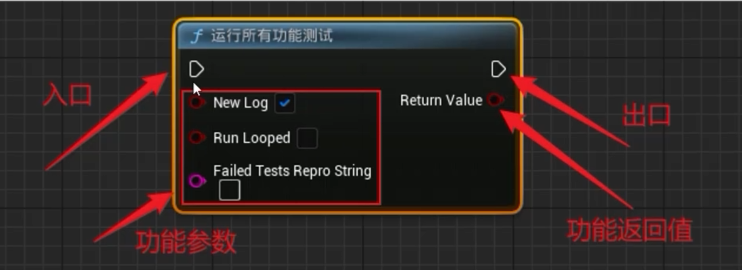 f 运行所有功能测试
入口
New Log
Return Value
出口
Run Looped
Failed Tests Repro String
功能参数
功能返回值